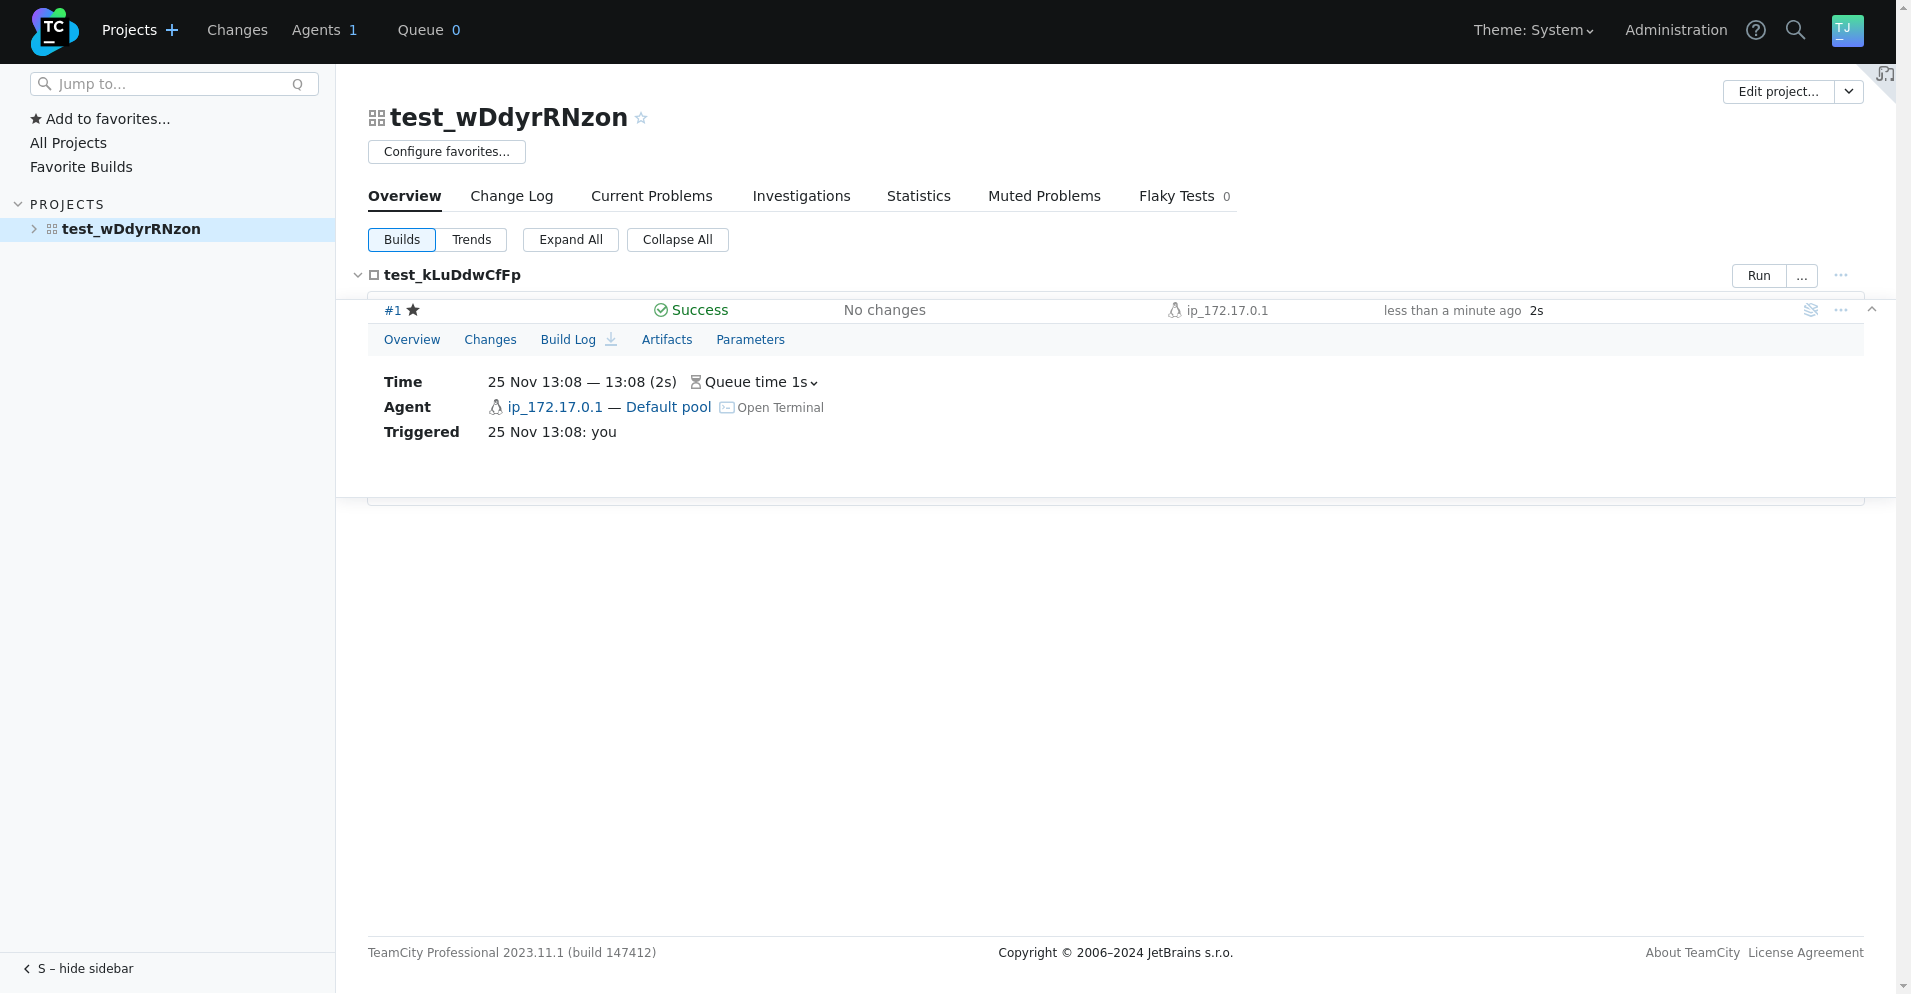 TC Projects Changes Agents 1 Queue 0 Theme: System Administration TJ
Jump to... Q
Add to favorites...
All Projects
Favorite Builds
PROJECTS
test_wDdyrRNzon
S – hide sidebar
Edit project...
test_wDdyrRNzon
Configure favorites...
Overview Change Log Current Problems Investigations Statistics Muted Problems Flaky Tests 0
Builds Trends Expand All Collapse All
test_kLuDdwCfFp Run ...
#1 Success No changes ip_172.17.0.1 less than a minute ago 2s
Overview Changes Build Log Artifacts Parameters
Time 25 Nov 13:08 — 13:08 (2s) Queue time 1s
Agent ip_172.17.0.1 — Default pool Open Terminal
Triggered 25 Nov 13:08: you
TeamCity Professional 2023.11.1 (build 147412) Copyright © 2006–2024 JetBrains s.r.o. About TeamCity License Agreement